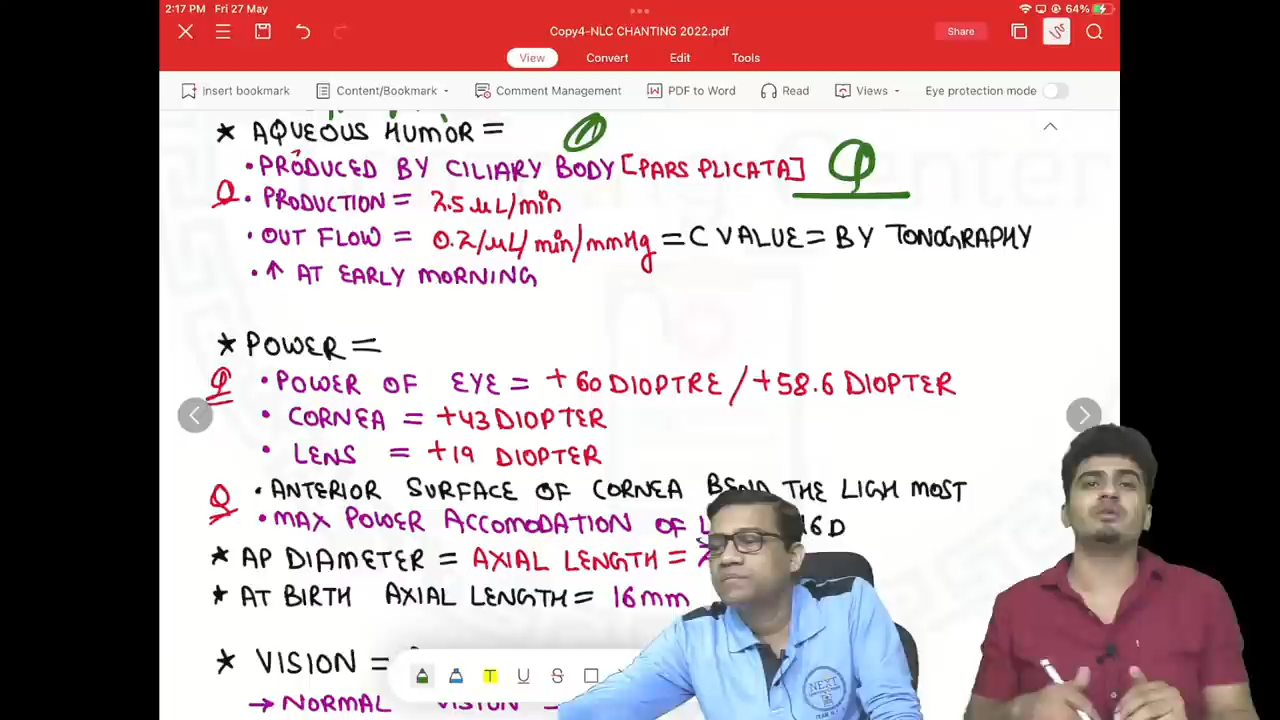 2:17 PM Fri 27 May
64%
Copy4-NLC CHANTING 2022.pdf
Share
View Convert Edit Tools
Insert bookmark Content/Bookmark Comment Management PDF to Word Read Views Eye protection mode
★ AQUEOUS HUMOR =
• PRODUCED BY CILIARY BODY [PARS PLICATA]
Q • PRODUCTION = 2.5 μL/min
• OUT FLOW = 0.2/μL/min/mmHg = C VALUE = BY TONOGRAPHY
• ↑ AT EARLY MORNING
★ POWER =
Q • POWER OF EYE = +60 DIOPTRE / +58.6 DIOPTER
• CORNEA = +43 DIOPTER
• LENS = +19 DIOPTER
Q • ANTERIOR SURFACE OF CORNEA BEND THE LIGH MOST
• MAX POWER ACCOMODATION OF 16D
★ AP DIAMETER = AXIAL LENGTH =
★ AT BIRTH AXIAL LENGTH = 16mm
★ VISION =
→ NORMAL VISION =
T U S
NEXT